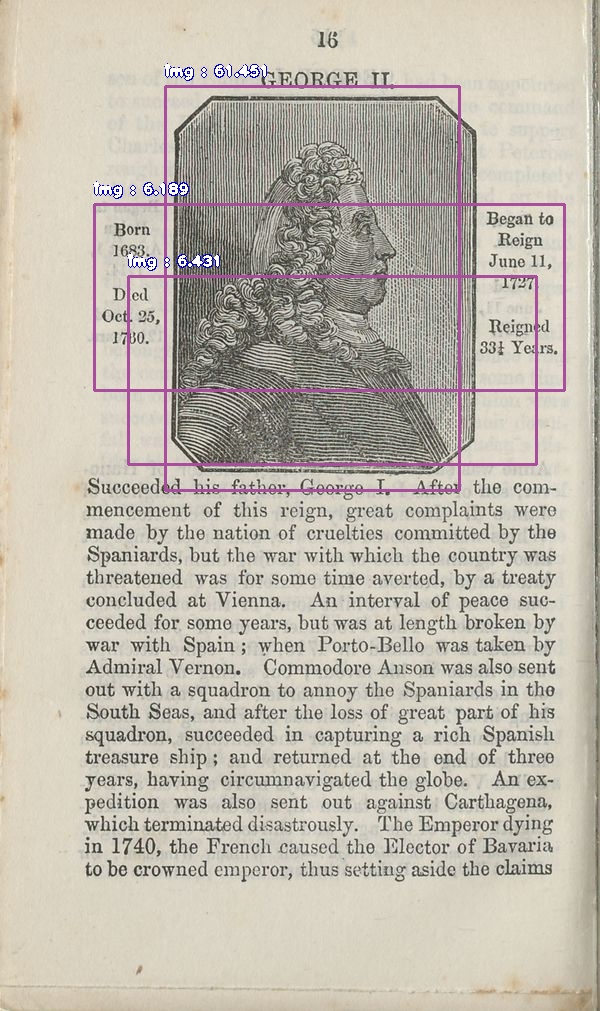 16
img : 61.451
GEORGE II.
img : 6.189
Born
1683.
Began to
Reign
June 11,
1727.
img : 6.431
Died
Oct. 25,
1760.
Reigned
33½ Years.
Succeeded his father, George I. After the com-
mencement of this reign, great complaints were
made by the nation of cruelties committed by the
Spaniards, but the war with which the country was
threatened was for some time averted, by a treaty
concluded at Vienna. An interval of peace suc-
ceeded for some years, but was at length broken by
war with Spain ; when Porto-Bello was taken by
Admiral Vernon. Commodore Anson was also sent
out with a squadron to annoy the Spaniards in the
South Seas, and after the loss of great part of his
squadron, succeeded in capturing a rich Spanish
treasure ship ; and returned at the end of three
years, having circumnavigated the globe. An ex-
pedition was also sent out against Carthagena,
which terminated disastrously. The Emperor dying
in 1740, the French caused the Elector of Bavaria
to be crowned emperor, thus setting aside the claims